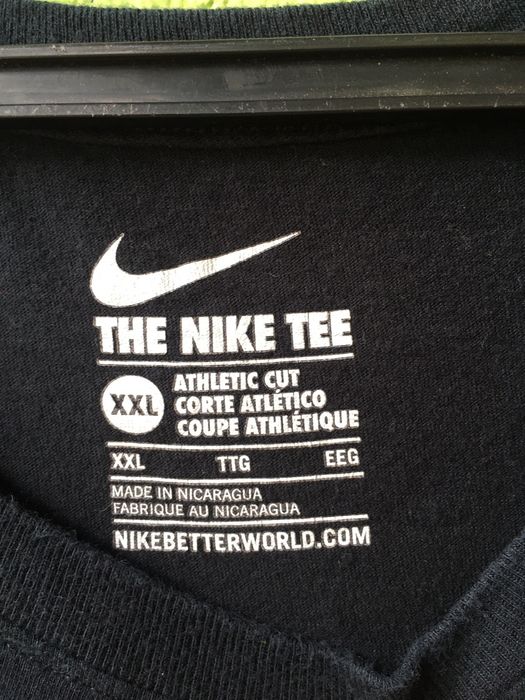 THE NIKE TEE
XXL
ATHLETIC CUT
CORTE ATLÉTICO
COUPE ATHLÉTIQUE
XXL TTG EEG
MADE IN NICARAGUA
FABRIQUE AU NICARAGUA
NIKEBETTERWORLD.COM